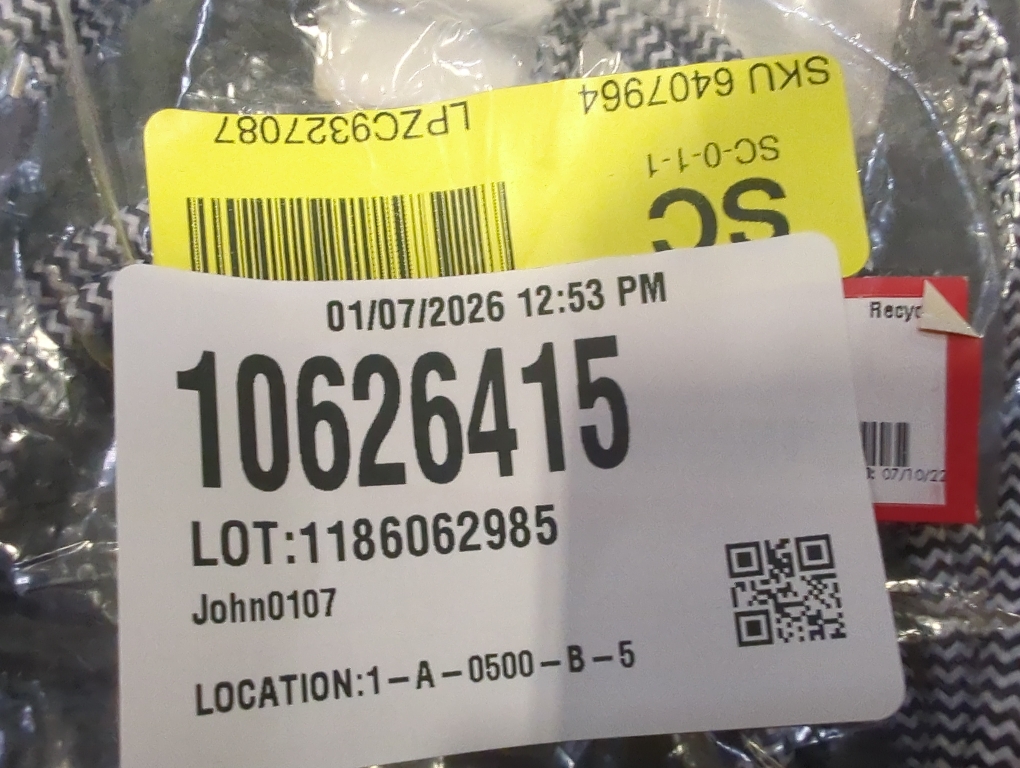 SKU 6407964
LPZC9327087
SC-0-1-1
SC
01/07/2026 12:53 PM
10626415
LOT:1186062985
John0107
LOCATION:1-A-0500-B-5
07/10/22